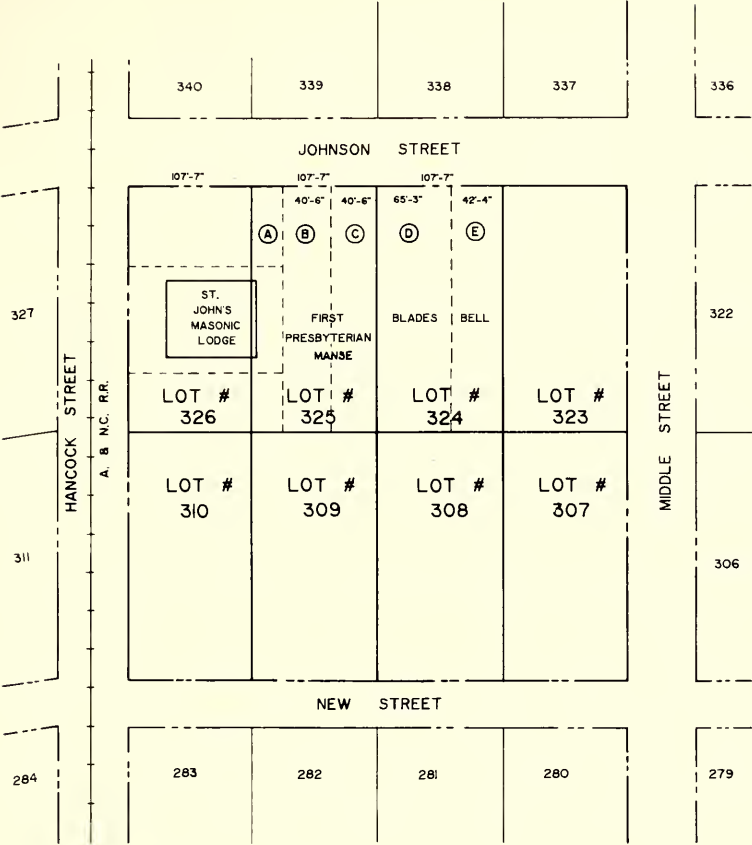 340 339 338 337 336
JOHNSON STREET
107'-7" 107'-7" 107'-7"
40'-6" 40'-6" 65'-3" 42'-4"
A B C D E
ST.
JOHN'S
MASONIC
LODGE
FIRST
PRESBYTERIAN
MANSE
BLADES BELL
327 322
LOT # LOT # LOT # LOT #
326 325 324 323
HANCOCK STREET
A. & N.C. R.R.
MIDDLE STREET
LOT # LOT # LOT # LOT #
310 309 308 307
311 306
NEW STREET
284 283 282 281 280 279